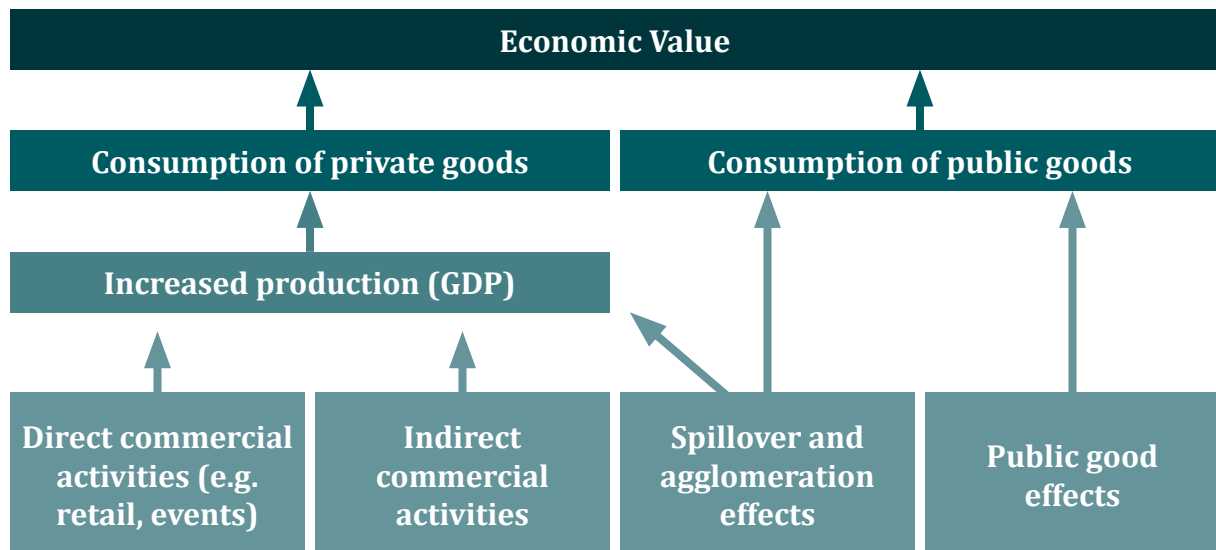 Economic Value
Consumption of private goods
Consumption of public goods
Increased production (GDP)
Direct commercial
activities (e.g.
retail, events)
Indirect
commercial
activities
Spillover and
agglomeration
effects
Public good
effects